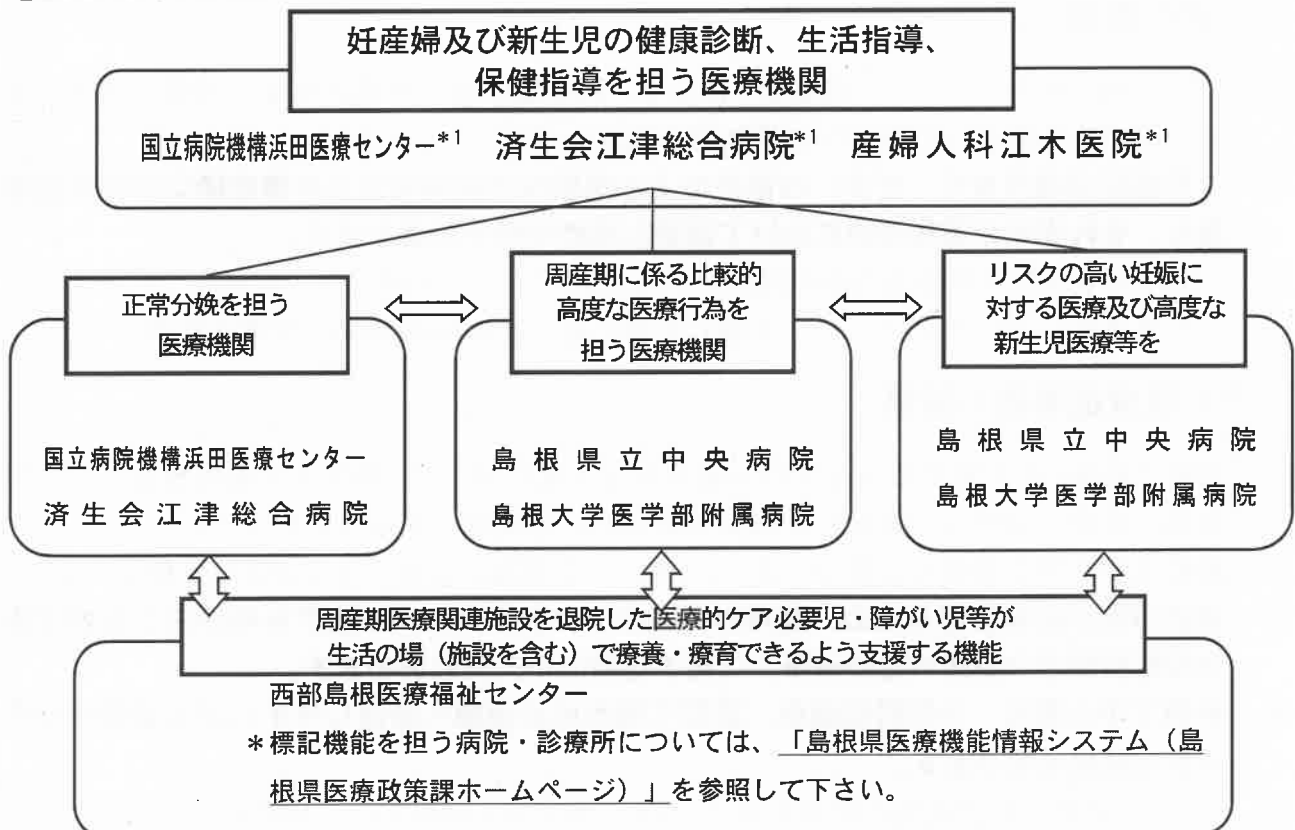 妊産婦及び新生児の健康診断、生活指導、
保健指導を担う医療機関
国立病院機構浜田医療センター*1 済生会江津総合病院*1 産婦人科江木医院*1
正常分娩を担う
医療機関
周産期に係る比較的
高度な医療行為を
担う医療機関
リスクの高い妊娠に
対する医療及び高度な
新生児医療等を
国立病院機構浜田医療センター
済生会江津総合病院
島根県立中央病院
島根大学医学部附属病院
島根県立中央病院
島根大学医学部附属病院
周産期医療関連施設を退院した医療的ケア必要児・障がい児等が
生活の場（施設を含む）で療養・療育できるよう支援する機能
西部島根医療福祉センター
＊標記機能を担う病院・診療所については、「島根県医療機能情報システム（島
根県医療政策課ホームページ）」を参照して下さい。